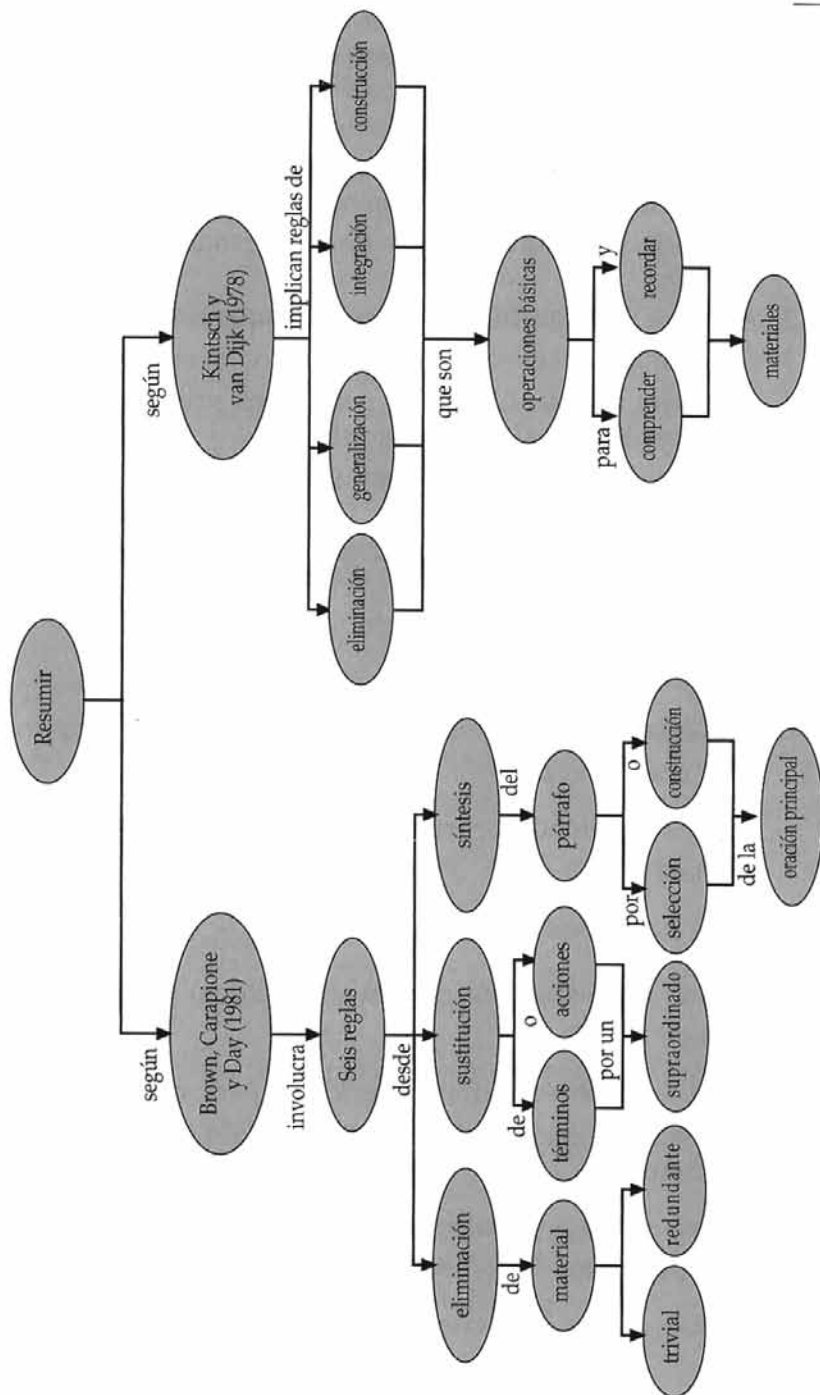 Resumir
según
según
Brown, Carapione
y Day (1981)
involucra
Seis reglas
desde
eliminación
sustitución
síntesis
de
material
trivial
redundante
de
o
términos
acciones
por un
supraordinado
del
párrafo
por
o
selección
construcción
de la
oración principal
Kintsch y
van Dijk (1978)
implican reglas de
eliminación
generalización
integración
construcción
que son
operaciones básicas
para
y
comprender
recordar
materiales